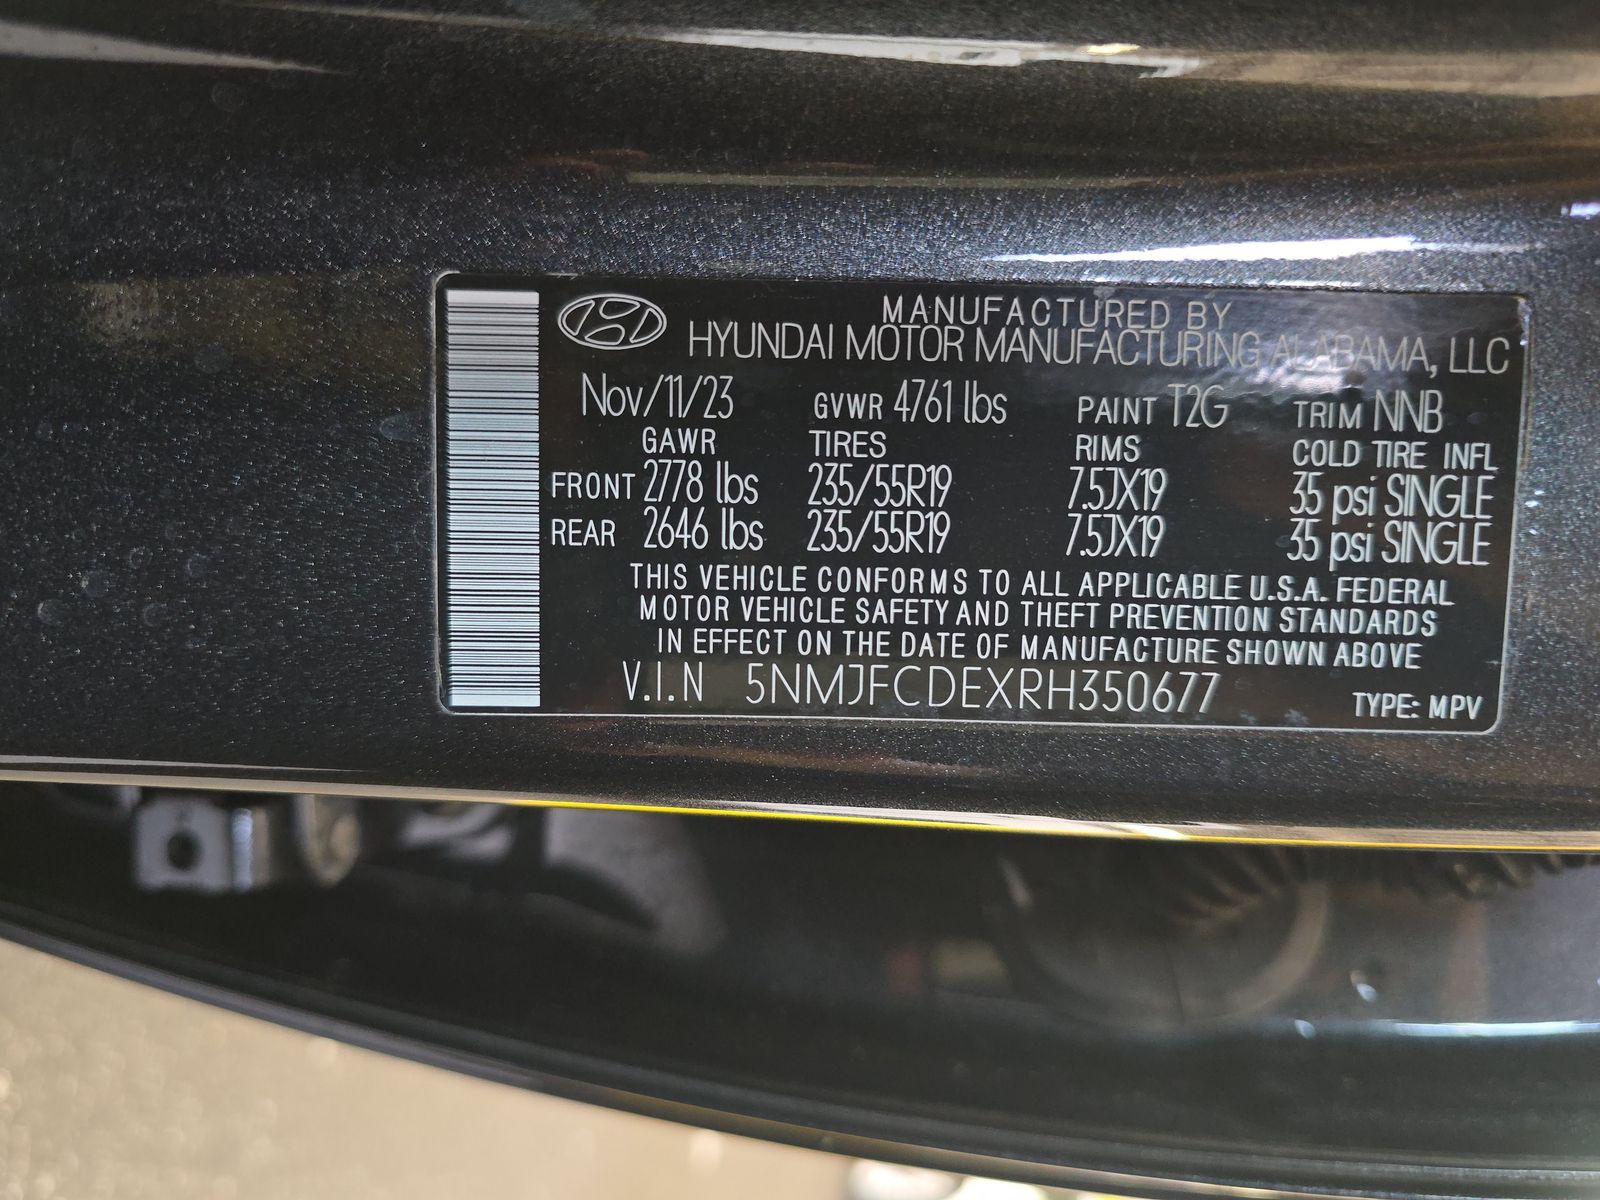 MANUFACTURED BY
HYUNDAI MOTOR MANUFACTURING ALABAMA, LLC
Nov/11/23 GVWR 4761 lbs PAINT T2G TRIM NNB
GAWR TIRES RIMS COLD TIRE INFL
FRONT 2778 lbs 235/55R19 7.5JX19 35 psi SINGLE
REAR 2646 lbs 235/55R19 7.5JX19 35 psi SINGLE
THIS VEHICLE CONFORMS TO ALL APPLICABLE U.S.A. FEDERAL
MOTOR VEHICLE SAFETY AND THEFT PREVENTION STANDARDS
IN EFFECT ON THE DATE OF MANUFACTURE SHOWN ABOVE
V.I.N 5NMJFCDEXRH350677 TYPE: MPV